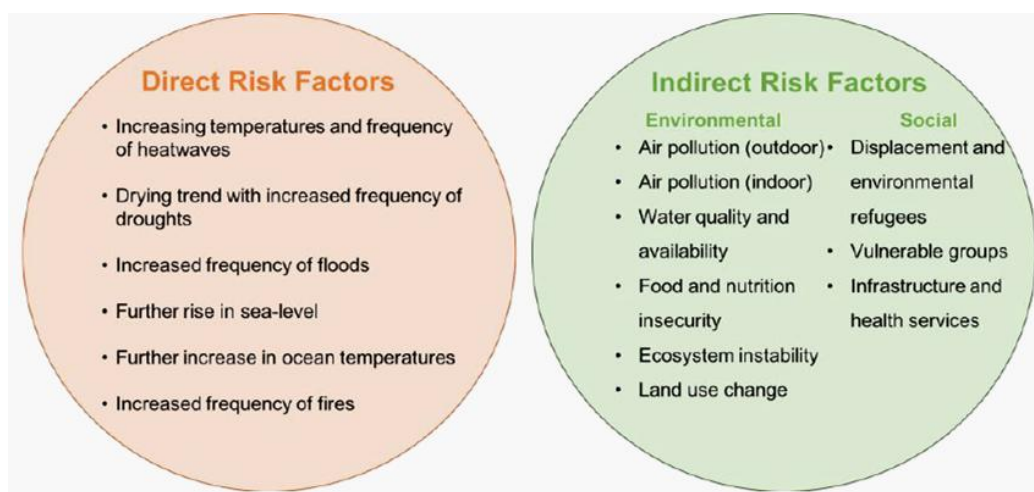 Direct Risk Factors
• Increasing temperatures and frequency
of heatwaves
• Drying trend with increased frequency of
droughts
• Increased frequency of floods
• Further rise in sea-level
• Further increase in ocean temperatures
• Increased frequency of fires
Indirect Risk Factors
Environmental
• Air pollution (outdoor)
• Air pollution (indoor)
• Water quality and
availability
• Food and nutrition
insecurity
• Ecosystem instability
• Land use change
Social
• Displacement and
environmental
refugees
• Vulnerable groups
• Infrastructure and
health services